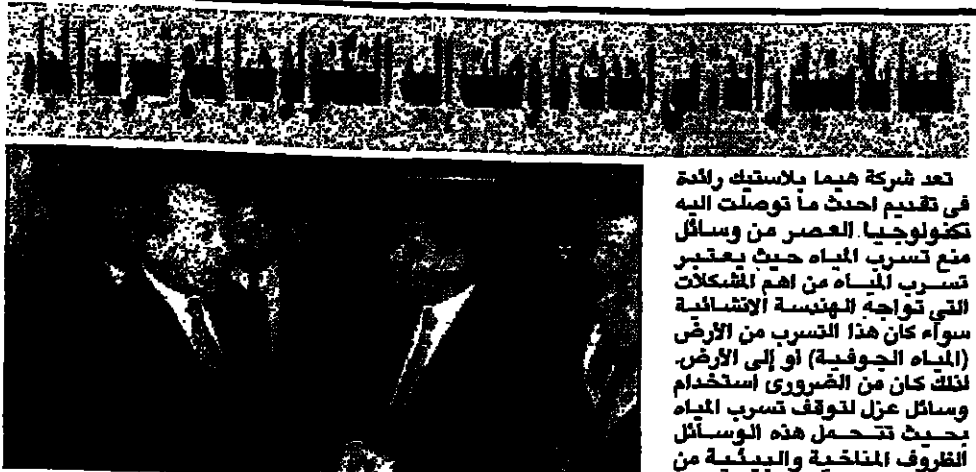 تعد شركة هيما بلاستيك رائدة
فى تقديم احدث ما توصلت اليه
تكنولوجيا العصر من وسائل
منع تسرب المياه حيث يعتبر
تسرب المياه من اهم المشكلات
التي تواجه الهندسة الانشائية
سواء كان هذا التسرب من الأرض
(المياه الجوفية) او إلى الأرض.
لذلك كان من الضرورى استخدام
وسائل عزل لتوقف تسرب المياه
بحيث تتحمل هذه الوسائل
الظروف المناخية والبيئية من